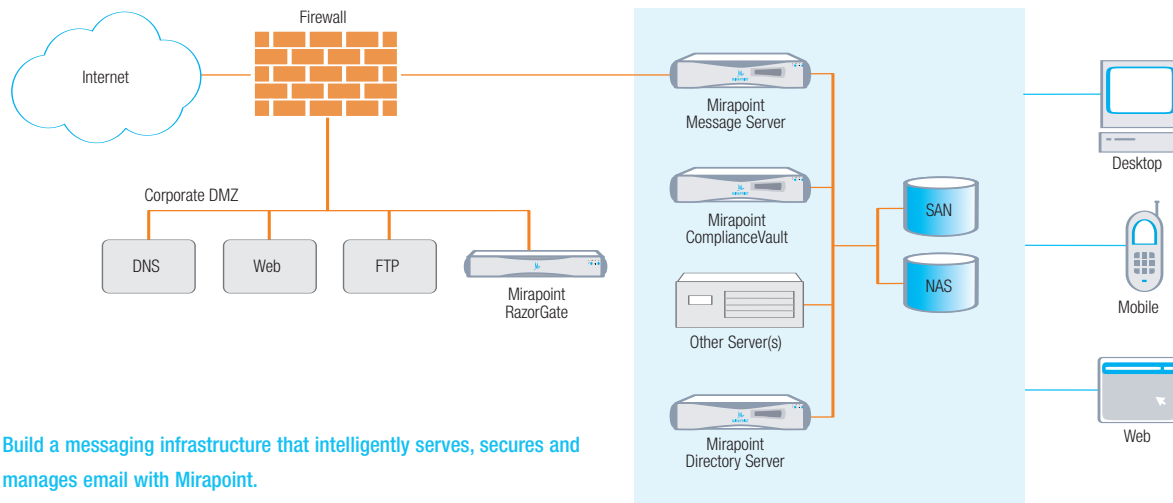 Firewall
Internet
Mirapoint
Message Server
Desktop
Corporate DMZ
DNS
Web
FTP
Mirapoint
RazorGate
Mirapoint
ComplianceVault
SAN
NAS
Mobile
Other Server(s)
Mirapoint
Directory Server
Web
Build a messaging infrastructure that intelligently serves, secures and
manages email with Mirapoint.